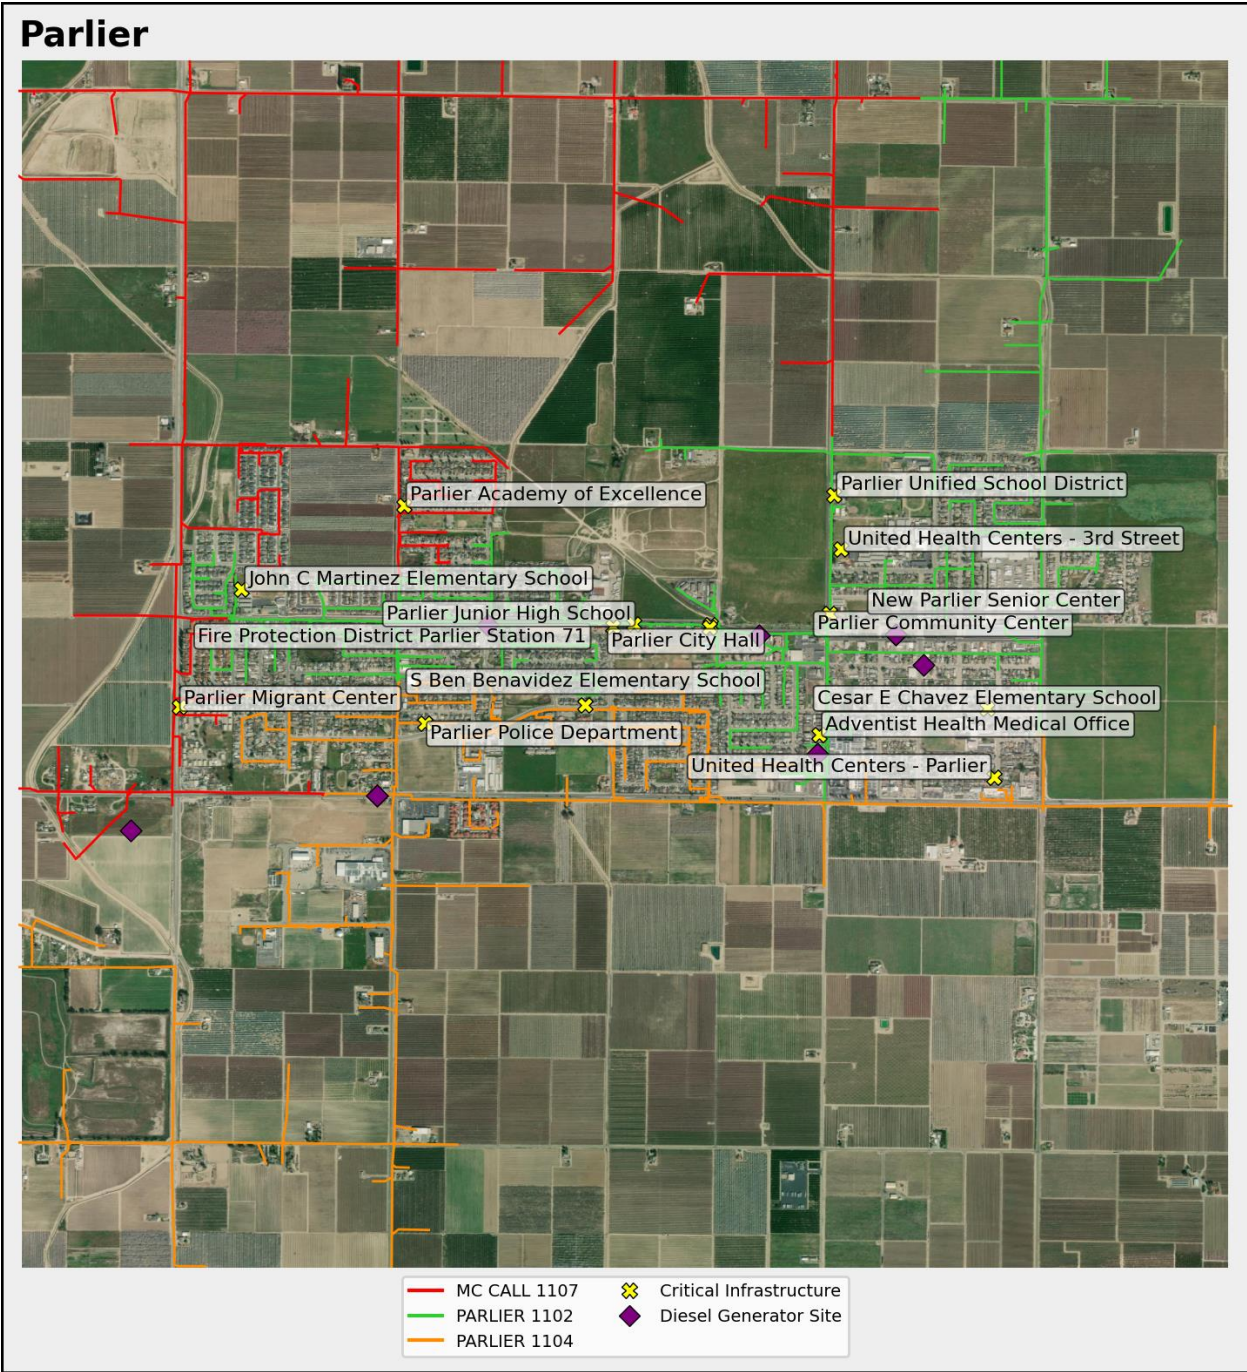 Parlier
Parlier Unified School District
Parlier Academy of Excellence
United Health Centers - 3rd Street
John C Martinez Elementary School
New Parlier Senior Center
Parlier Junior High School
Parlier Community Center
Fire Protection District Parlier Station 71
Parlier City Hall
S Ben Benavidez Elementary School
Parlier Migrant Center
Cesar E Chavez Elementary School
Adventist Health Medical Office
Parlier Police Department
United Health Centers - Parlier
MC CALL 1107
PARLIER 1102
PARLIER 1104
Critical Infrastructure
Diesel Generator Site